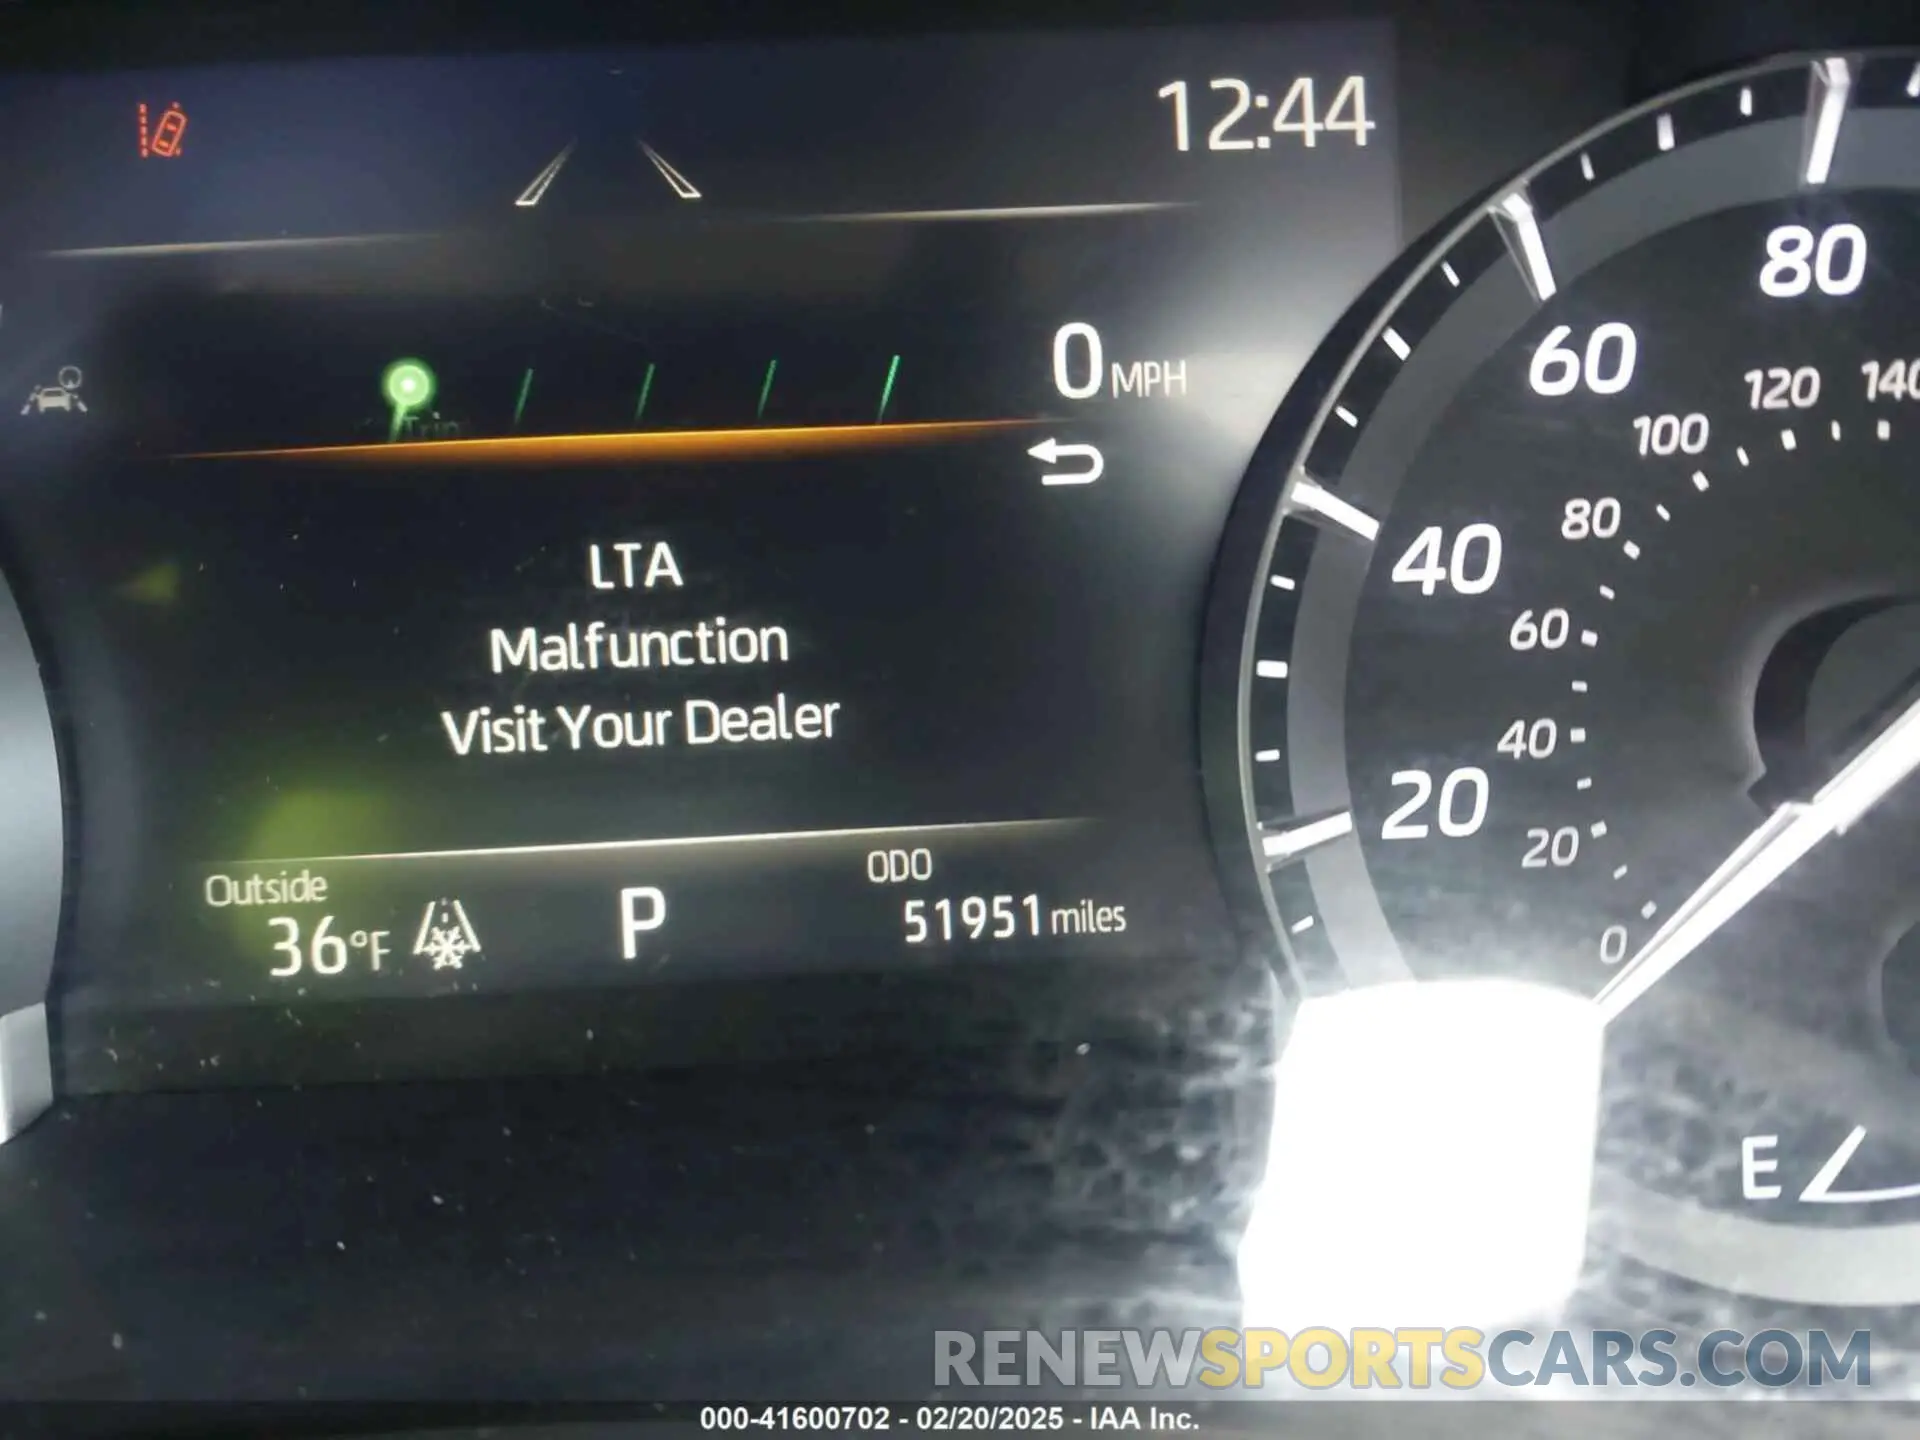 12:44
0 MPH
Trip
LTA
Malfunction
Visit Your Dealer
Outside
36°F
P
ODO
51951 miles
80
60
40
20
140
120
100
80
60
40
20
0
E
RENEWSPORTSCARS.COM
000-41600702 - 02/20/2025 - IAA Inc.